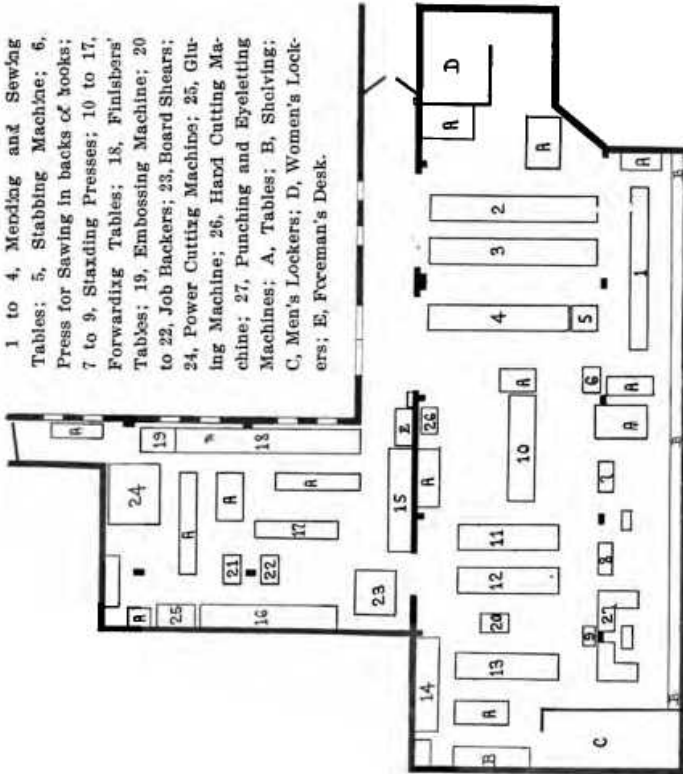 1 to 4, Mending and Sewing
Tables; 5, Stabbing Machine; 6,
Press for Sawing in backs of books;
7 to 9, Standing Presses; 10 to 17,
Forwarding Tables; 18, Finishers'
Tables; 19, Embossing Machine; 20
to 22, Job Backers; 23, Board Shears;
24, Power Cutting Machine; 25, Glu-
ing Machine; 26, Hand Cutting Ma-
chine; 27, Punching and Eyeletting
Machines; A, Tables; B, Shelving;
C, Men's Lockers; D, Women's Lock-
ers; E, Foreman's Desk.
D
A
A
A
B
2
3
1
4
5
A
6
A
A
B
10
E
26
A
15
7
11
8
12
20
27
9
13
14
A
B
C
B
A
19
18
24
A
A
A
17
21
22
23
A
25
16